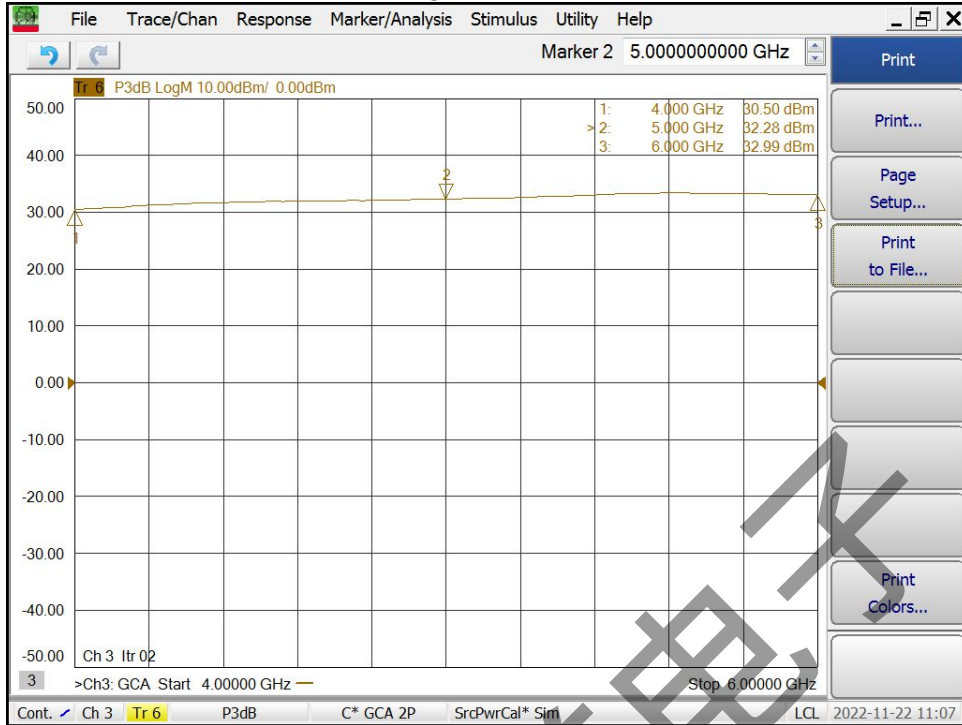 File Trace/Chan Response Marker/Analysis Stimulus Utility Help
Marker 2 5.0000000000 GHz
Print
Tr 6 P3dB LogM 10.00dBm/ 0.00dBm
1: 4.000 GHz 30.50 dBm
> 2: 5.000 GHz 32.28 dBm
3: 6.000 GHz 32.99 dBm
50.00
40.00
30.00
20.00
10.00
0.00
-10.00
-20.00
-30.00
-40.00
-50.00
1
2
3
Print...
Page
Setup...
Print
to File...
Print
Colors...
Ch 3 Itr 02
3 >Ch3: GCA Start 4.00000 GHz Stop 6.00000 GHz
Cont. Ch 3 Tr 6 P3dB C* GCA 2P SrcPwrCal* Sim LCL 2022-11-22 11:07
电子